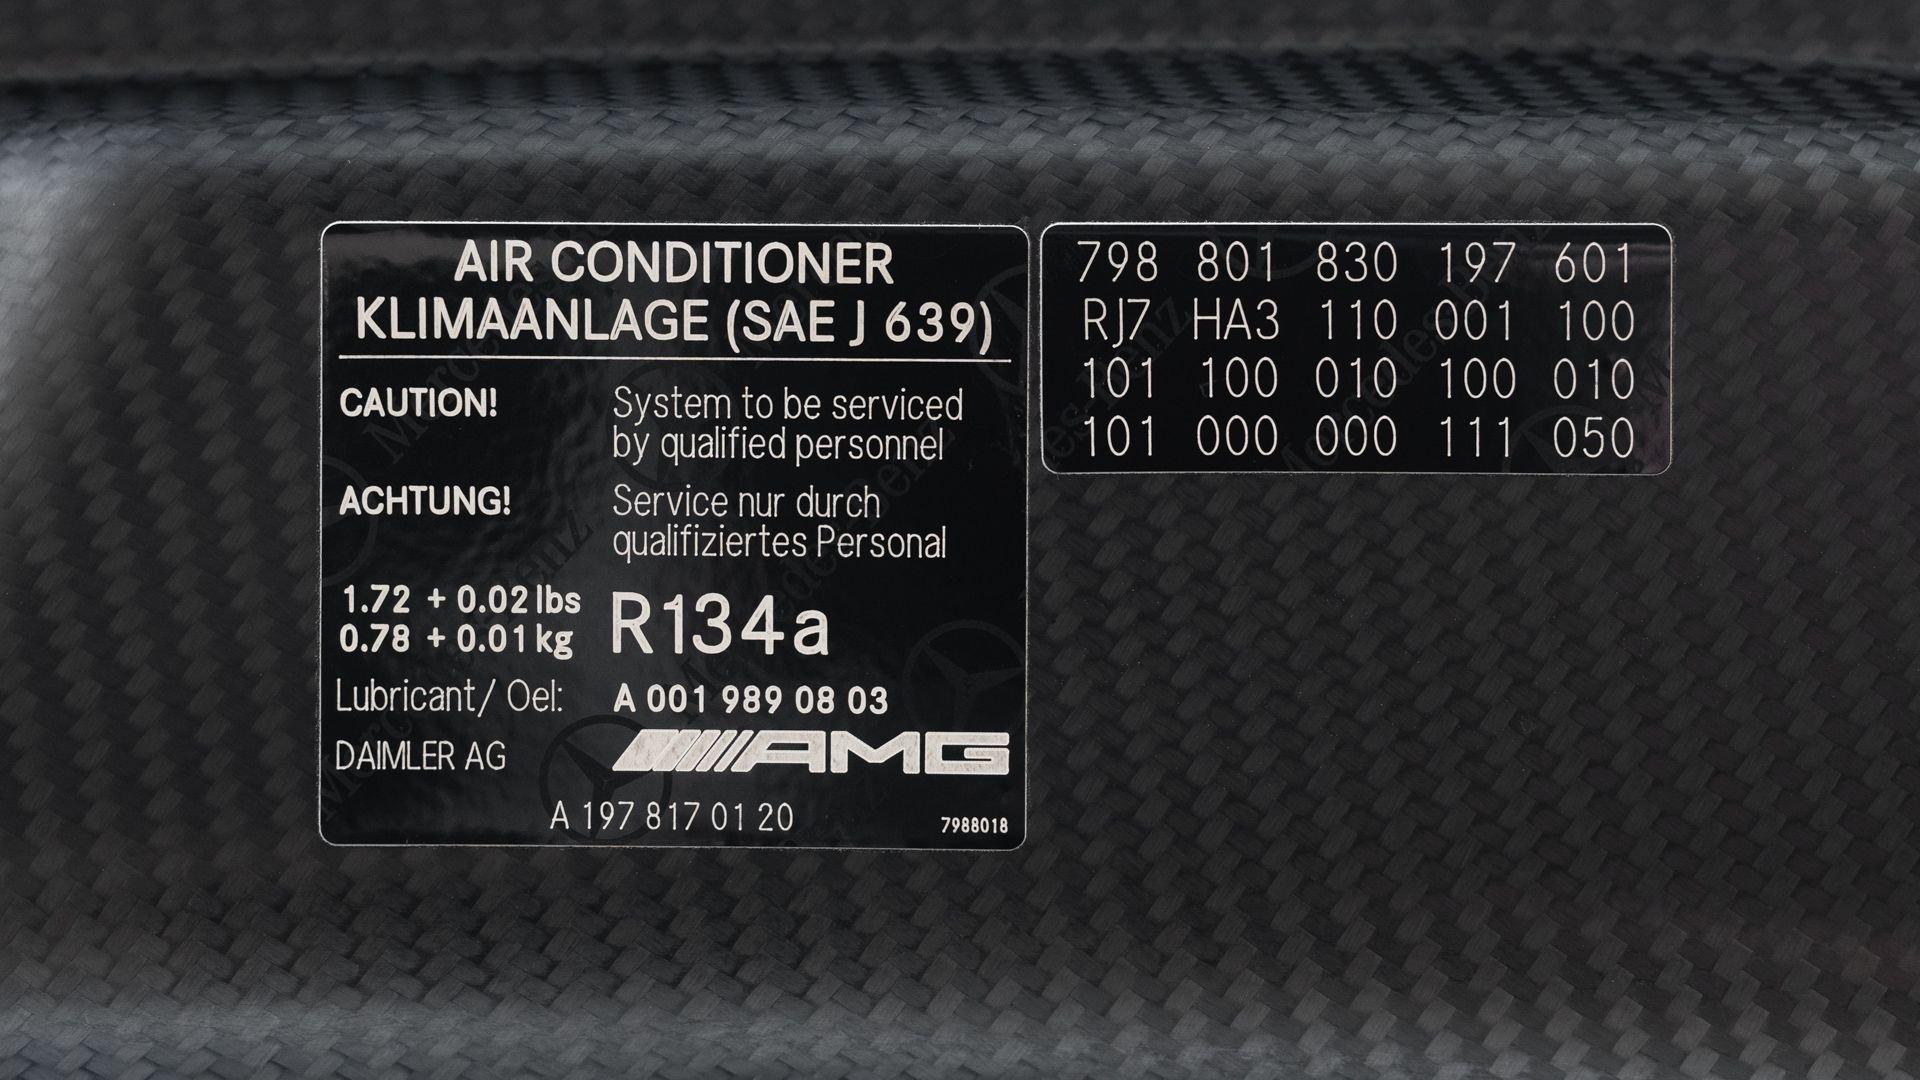 AIR CONDITIONER
KLIMAANLAGE (SAE J 639)
CAUTION! System to be serviced
by qualified personnel
ACHTUNG! Service nur durch
qualifiziertes Personal
1.72 + 0.02 lbs
0.78 + 0.01 kg
R134a
Lubricant/ Oel: A 001 989 08 03
DAIMLER AG AMG
A 197 817 01 20 7988018
798 801 830 197 601
RJ7 HA3 110 001 100
101 100 010 100 010
101 000 000 111 050